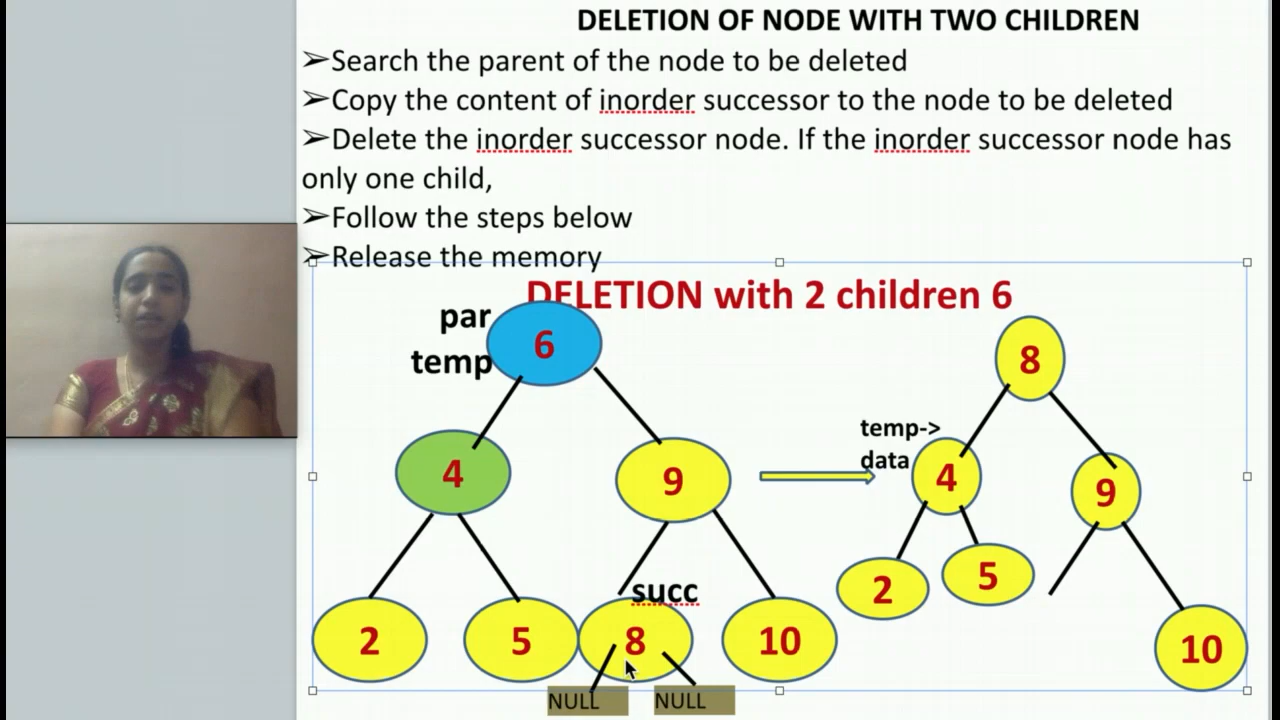 DELETION OF NODE WITH TWO CHILDREN
➢Search the parent of the node to be deleted
➢Copy the content of inorder successor to the node to be deleted
➢Delete the inorder successor node. If the inorder successor node has
only one child,
➢Follow the steps below
➢Release the memory
DELETION with 2 children 6
par
temp
6
4
9
succ
2
5
8
10
NULL
NULL
8
temp->
data
4
9
2
5
10